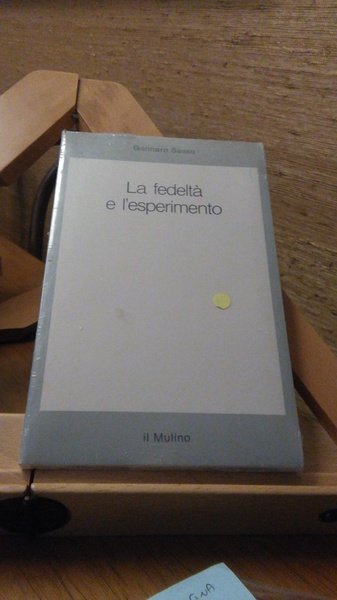 Gennaro Sasso
La fedeltà
e l'esperimento
il Mulino